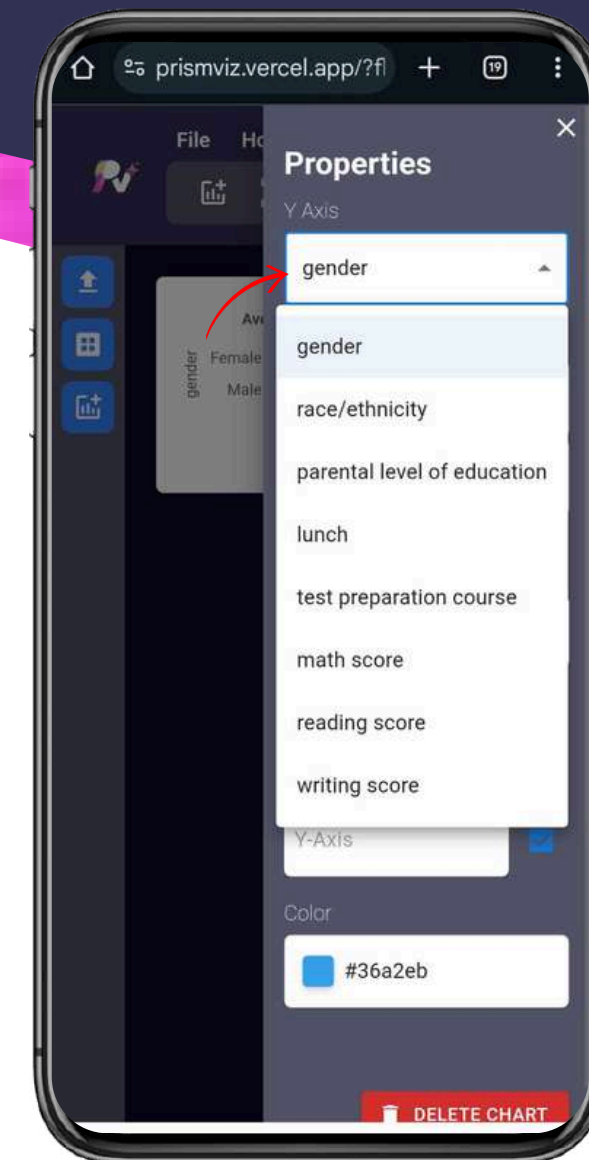 prismviz.vercel.app/?fl
19
File
PV
Properties
Y Axis
gender
gender
Female
Male
gender
race/ethnicity
parental level of education
lunch
test preparation course
math score
reading score
writing score
Y-Axis
Color
#36a2eb
DELETE CHART